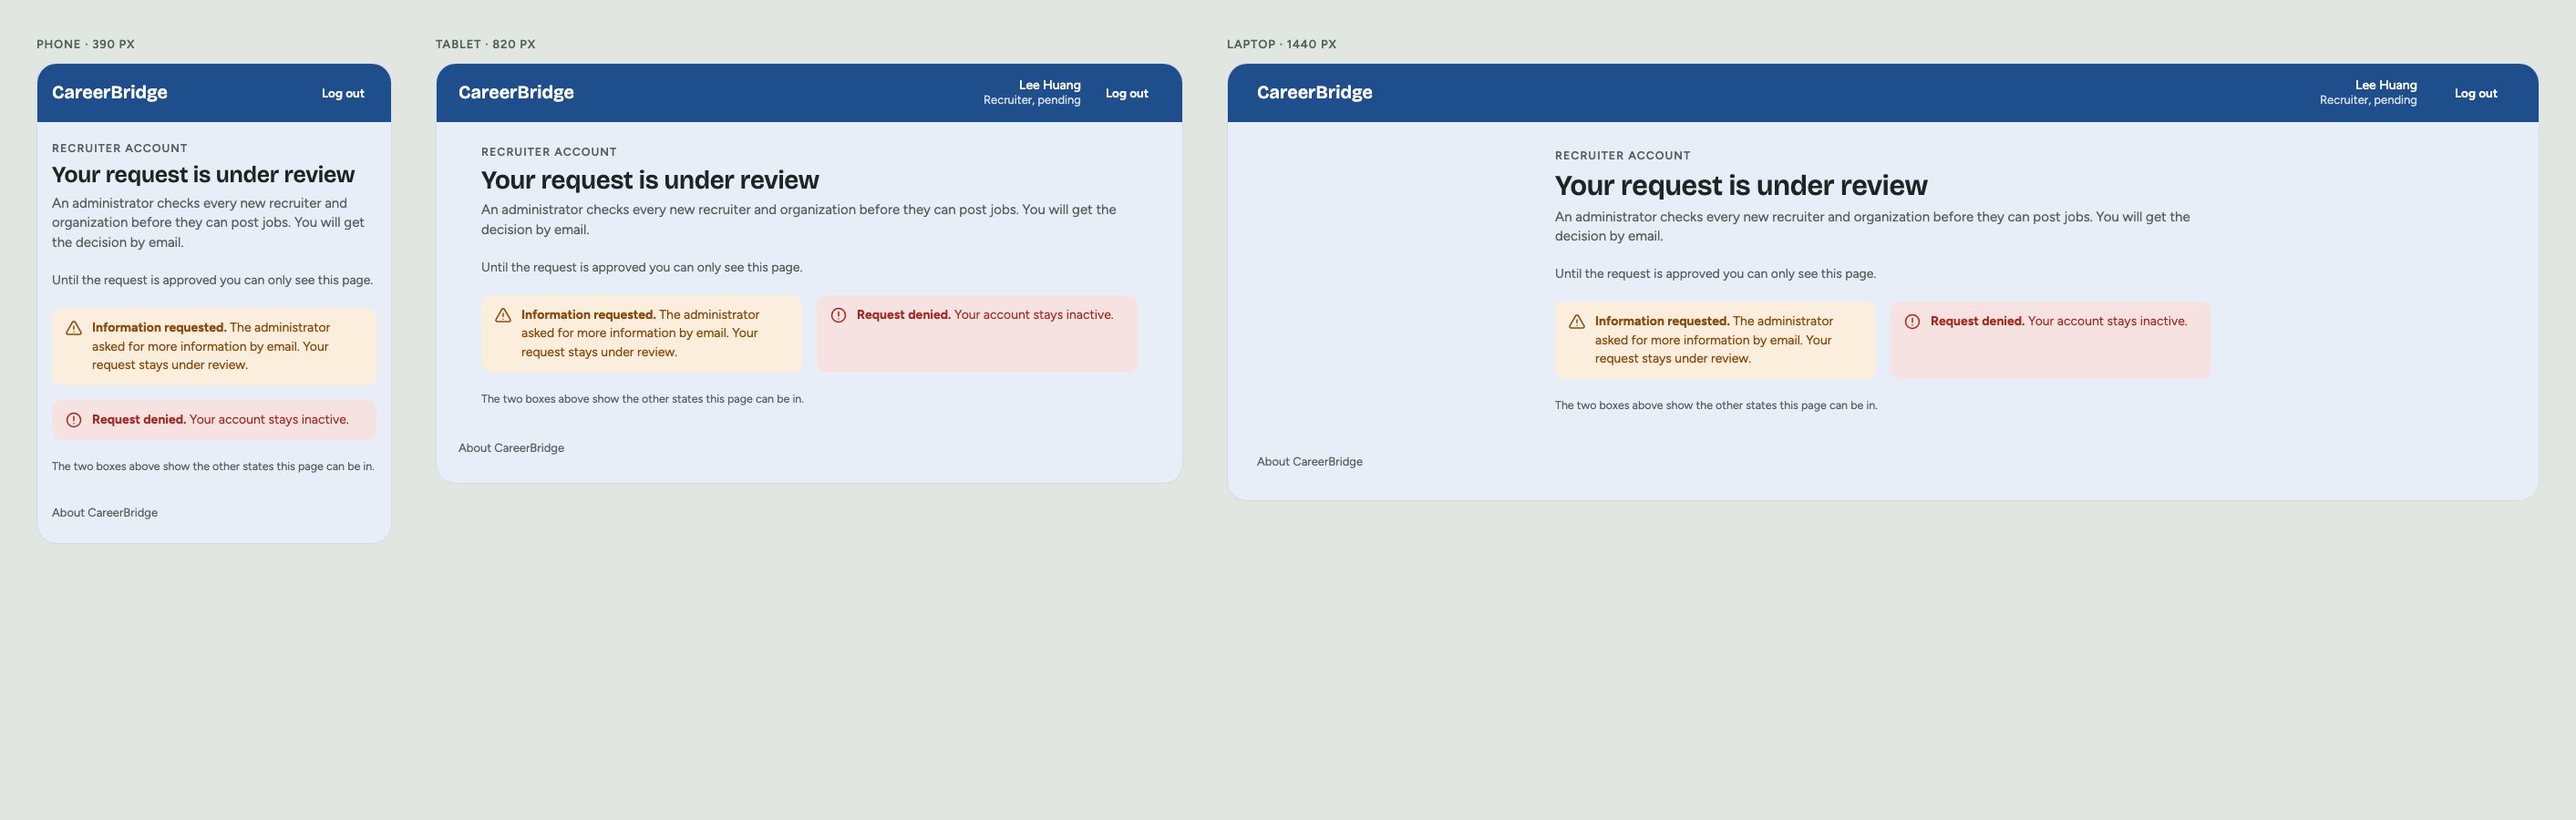 PHONE · 390 PX
CareerBridge
Log out
RECRUITER ACCOUNT
Your request is under review
An administrator checks every new recruiter and
organization before they can post jobs. You will get
the decision by email.
Until the request is approved you can only see this page.
Information requested. The administrator
asked for more information by email. Your
request stays under review.
Request denied. Your account stays inactive.
The two boxes above show the other states this page can be in.
About CareerBridge
TABLET · 820 PX
CareerBridge
Lee Huang
Recruiter, pending
Log out
RECRUITER ACCOUNT
Your request is under review
An administrator checks every new recruiter and organization before they can post jobs. You will get the
decision by email.
Until the request is approved you can only see this page.
Information requested. The administrator
asked for more information by email. Your
request stays under review.
Request denied. Your account stays inactive.
The two boxes above show the other states this page can be in.
About CareerBridge
LAPTOP · 1440 PX
CareerBridge
Lee Huang
Recruiter, pending
Log out
RECRUITER ACCOUNT
Your request is under review
An administrator checks every new recruiter and organization before they can post jobs. You will get the
decision by email.
Until the request is approved you can only see this page.
Information requested. The administrator
asked for more information by email. Your
request stays under review.
Request denied. Your account stays inactive.
The two boxes above show the other states this page can be in.
About CareerBridge